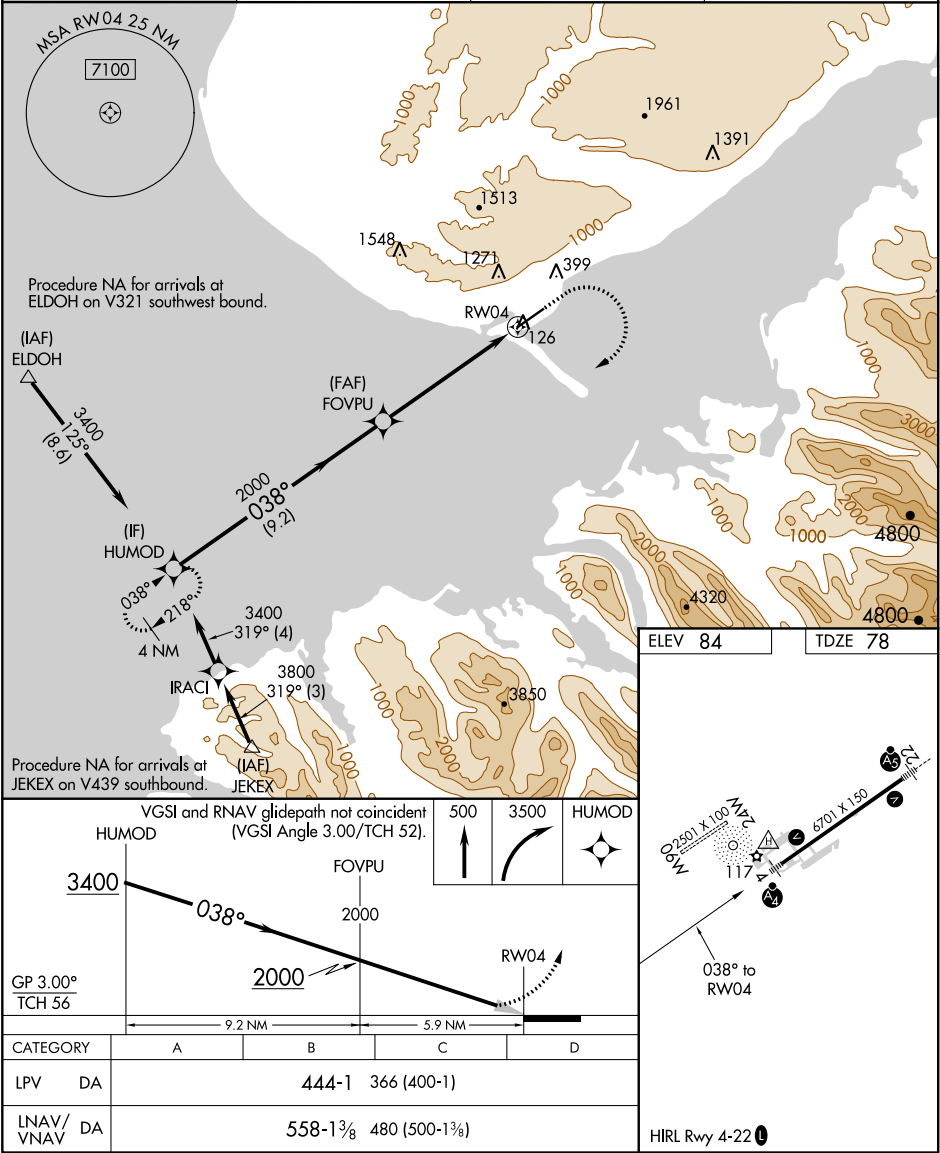 MSA RW04 25 NM
7100
1000
1000
1961
1391
1513
1000
1548
1271
399
Procedure NA for arrivals at
ELDOH on V321 southwest bound.
RW04
126
(IAF)
ELDOH
(FAF)
FOVPU
1000
3400
125°
(8.6)
3000
2000
038°
(9.2)
2000
1000
1000
4800
(IF)
HUMOD
2000
1000
038°
218°
4 NM
3400
319° (4)
4320
4800
IRACI
3800
319° (3)
3850
1000
2000
1000
Procedure NA for arrivals at
JEKEX on V439 southbound.
(IAF)
JEKEX
ELEV 84
TDZE 78
VGSI and RNAV glidepath not coincident
(VGSI Angle 3.00/TCH 52).
500
3500
HUMOD
HUMOD
FOVPU
3400
038°
2000
2000
RW04
GP 3.00°
TCH 56
9.2 NM
5.9 NM
A5
22
6701 X 150
V
V
24W
2501 X 100
06W
H
117
4
A4
038° to
RW04
HIRL Rwy 4-22 L
CATEGORY A B C D
LPV DA 444-1 366 (400-1)
LNAV/
VNAV DA 558-1⅜ 480 (500-1⅜)